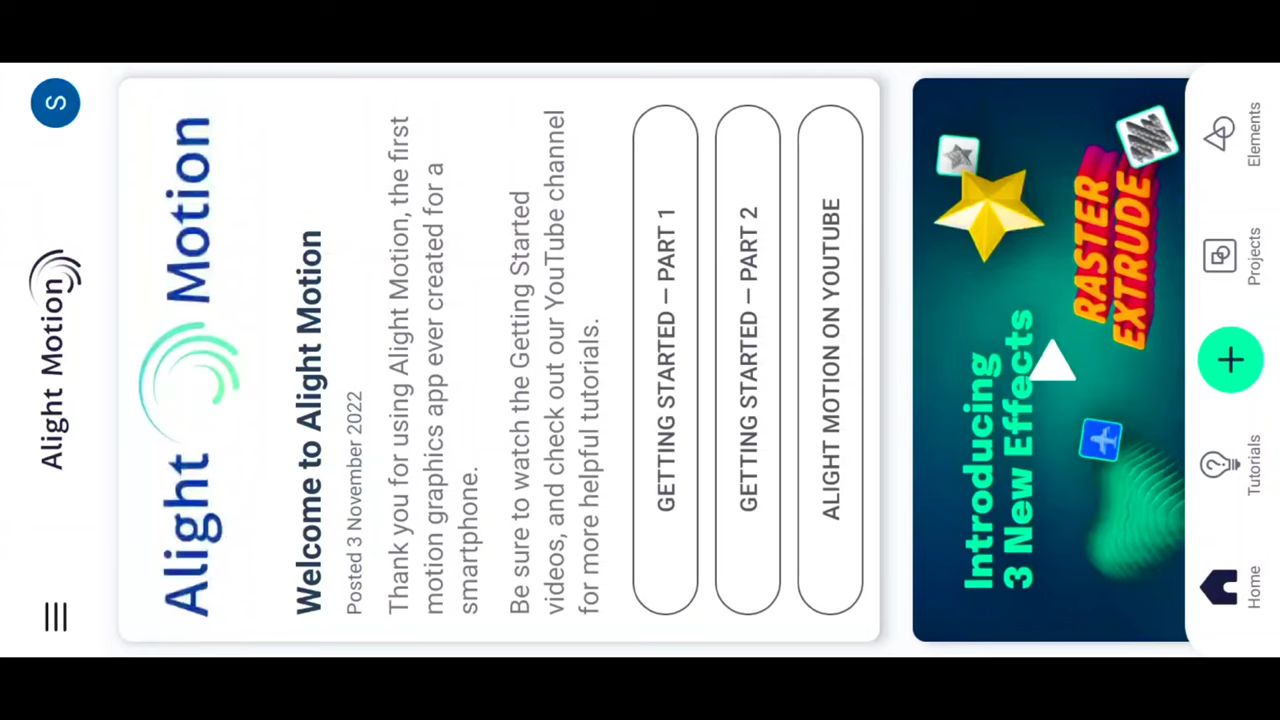 Alight Motion
S
Alight Motion
Welcome to Alight Motion
Posted 3 November 2022
Thank you for using Alight Motion, the first
motion graphics app ever created for a
smartphone.
Be sure to watch the Getting Started
videos, and check out our YouTube channel
for more helpful tutorials.
GETTING STARTED – PART 1
GETTING STARTED – PART 2
ALIGHT MOTION ON YOUTUBE
Introducing
3 New Effects
RASTER
EXTRUDE
Home
Tutorials
Projects
Elements